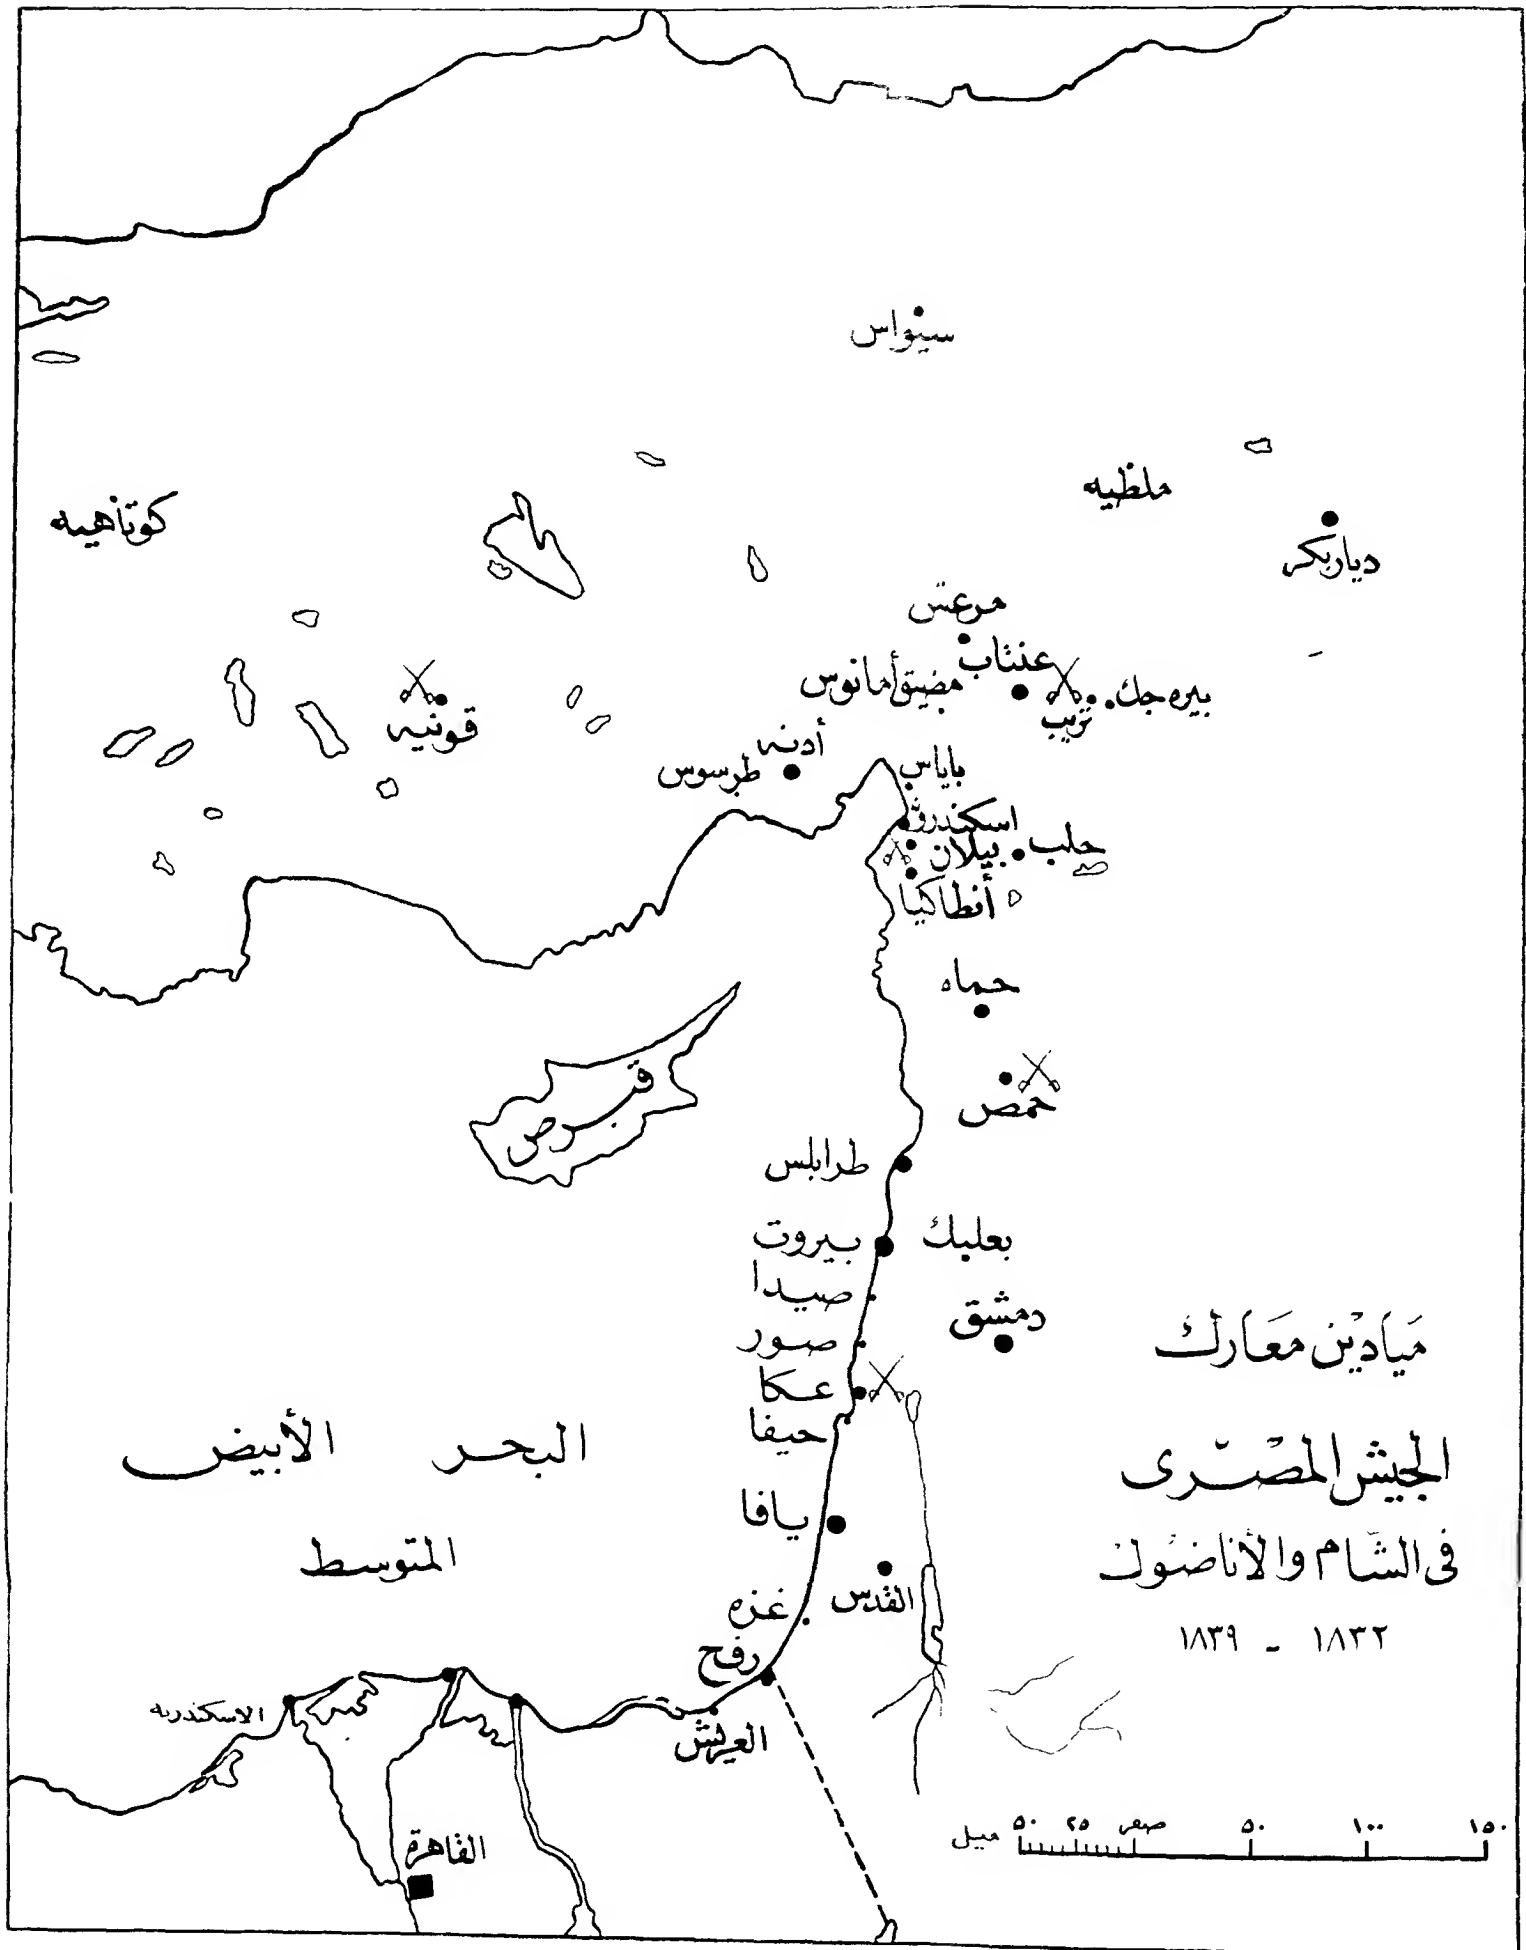 سيواس
ملطيه
كوتاهيه
دياربكر
مرعش
عنتاب
مضيق أمانوس
بيره جك
نزيب
قونيه
أدنه
طرسوس
باياس
بيلان
حلب
أنطاكيا
حماه
قبرص
حمص
طرابلس
بيروت
بعلبك
صيدا
دمشق
صور
عكا
حيفا
ميادين معارك
الجيش المصرى
فى الشام والأناضول
١٨٣٢ - ١٨٣٩
البحر الأبيض
المتوسط
يافا
القدس
غزه
رفح
الاسكندريه
العريش
القاهرة
ميل ٥٠ ٢٥ صفر ٥٠ ١٠٠ ١٥٠